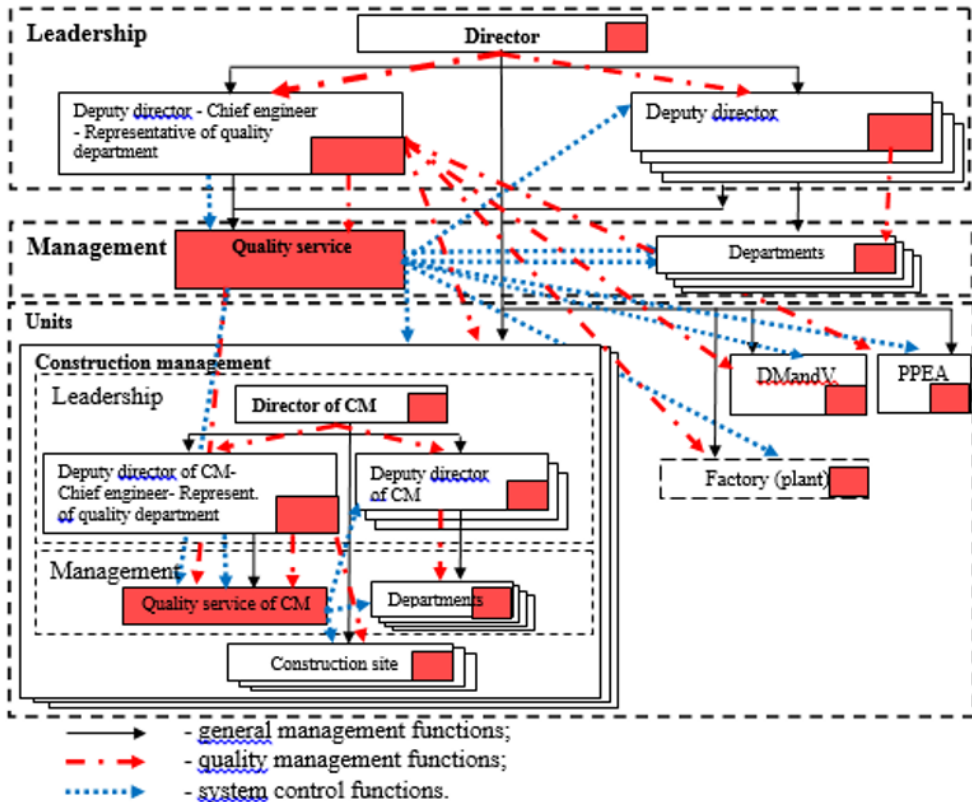 Leadership
Director
Deputy director - Chief engineer
- Representative of quality
department
Deputy director
Management
Quality service
Departments
Units
Construction management
Leadership
Director of CM
Deputy director of CM-
Chief engineer- Represent.
of quality department
Deputy director
of CM
DMandV
PPEA
Factory (plant)
Management
Quality service of CM
Departments
Construction site
- general management functions;
- quality management functions;
- system control functions.